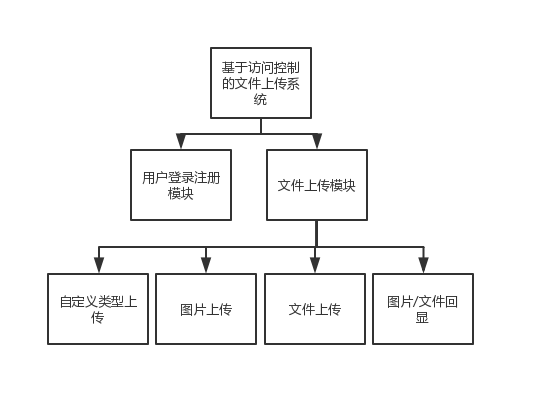 基于访问控制
的文件上传系
统
用户登录注册
模块
文件上传模块
自定义类型上
传
图片上传
文件上传
图片/文件回
显